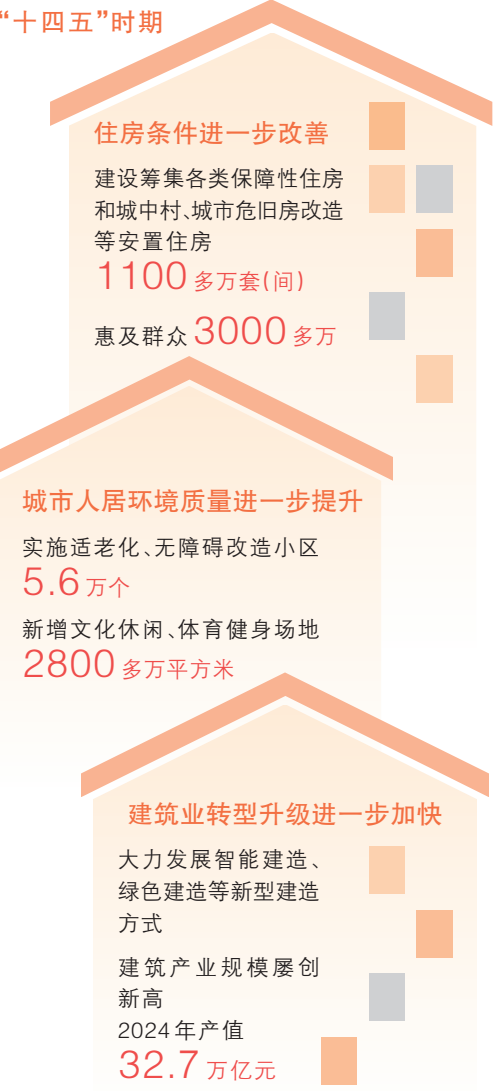 “十四五”时期
住房条件进一步改善
建设筹集各类保障性住房
和城中村、城市危旧房改造
等安置住房
1100多万套(间)
惠及群众3000多万
城市人居环境质量进一步提升
实施适老化、无障碍改造小区
5.6万个
新增文化休闲、体育健身场地
2800多万平方米
建筑业转型升级进一步加快
大力发展智能建造、
绿色建造等新型建造
方式
建筑产业规模屡创
新高
2024年产值
32.7万亿元